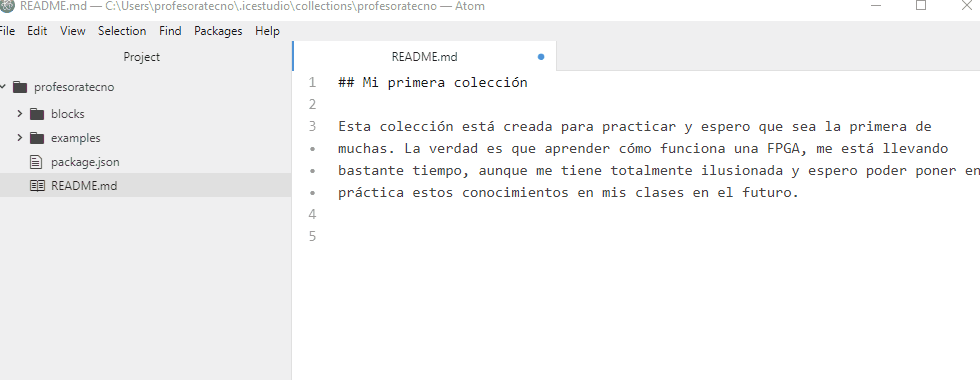 README.md — C:\Users\profesoratecno\.icestudio\collections\profesoratecno — Atom
File Edit View Selection Find Packages Help
Project
README.md
profesoratecno
blocks
examples
package.json
README.md
1 ## Mi primera colección
2
3 Esta colección está creada para practicar y espero que sea la primera de
• muchas. La verdad es que aprender cómo funciona una FPGA, me está llevando
• bastante tiempo, aunque me tiene totalmente ilusionada y espero poder poner en
• práctica estos conocimientos en mis clases en el futuro.
4
5